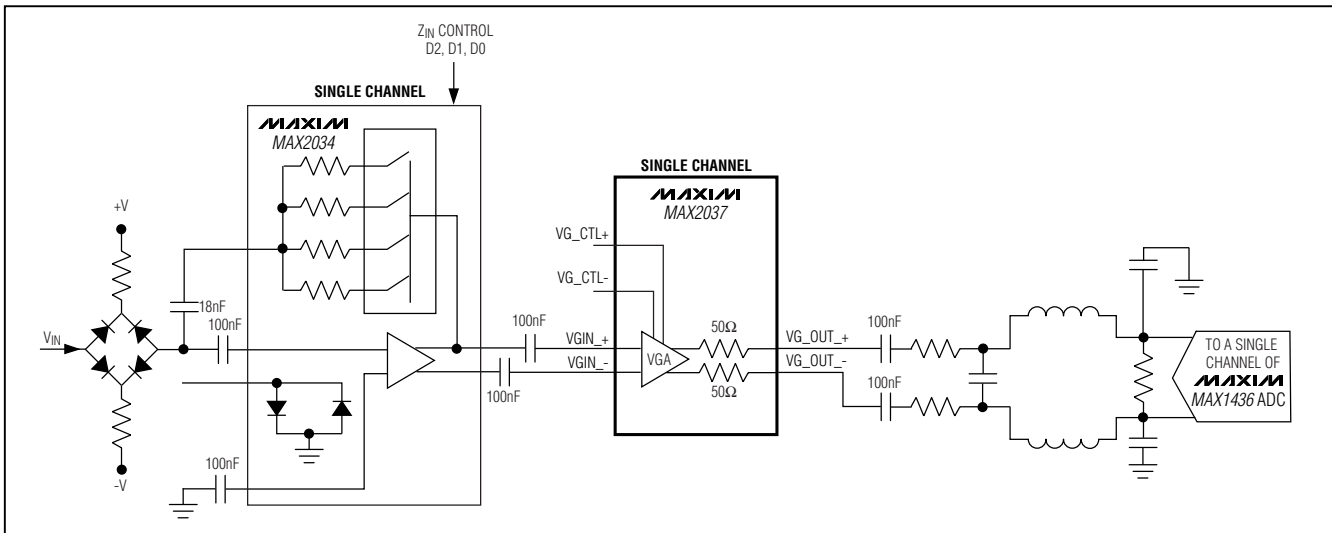 Z_IN CONTROL
D2, D1, D0
SINGLE CHANNEL
MAXIM
MAX2034
+V
18nF
100nF
V_IN
-V
100nF
100nF
100nF
SINGLE CHANNEL
MAXIM
MAX2037
VG_CTL+
VG_CTL-
VGIN_+
VGIN_-
VGA
50Ω
50Ω
VG_OUT_+
VG_OUT_-
100nF
100nF
TO A SINGLE
CHANNEL OF
MAXIM
MAX1436 ADC